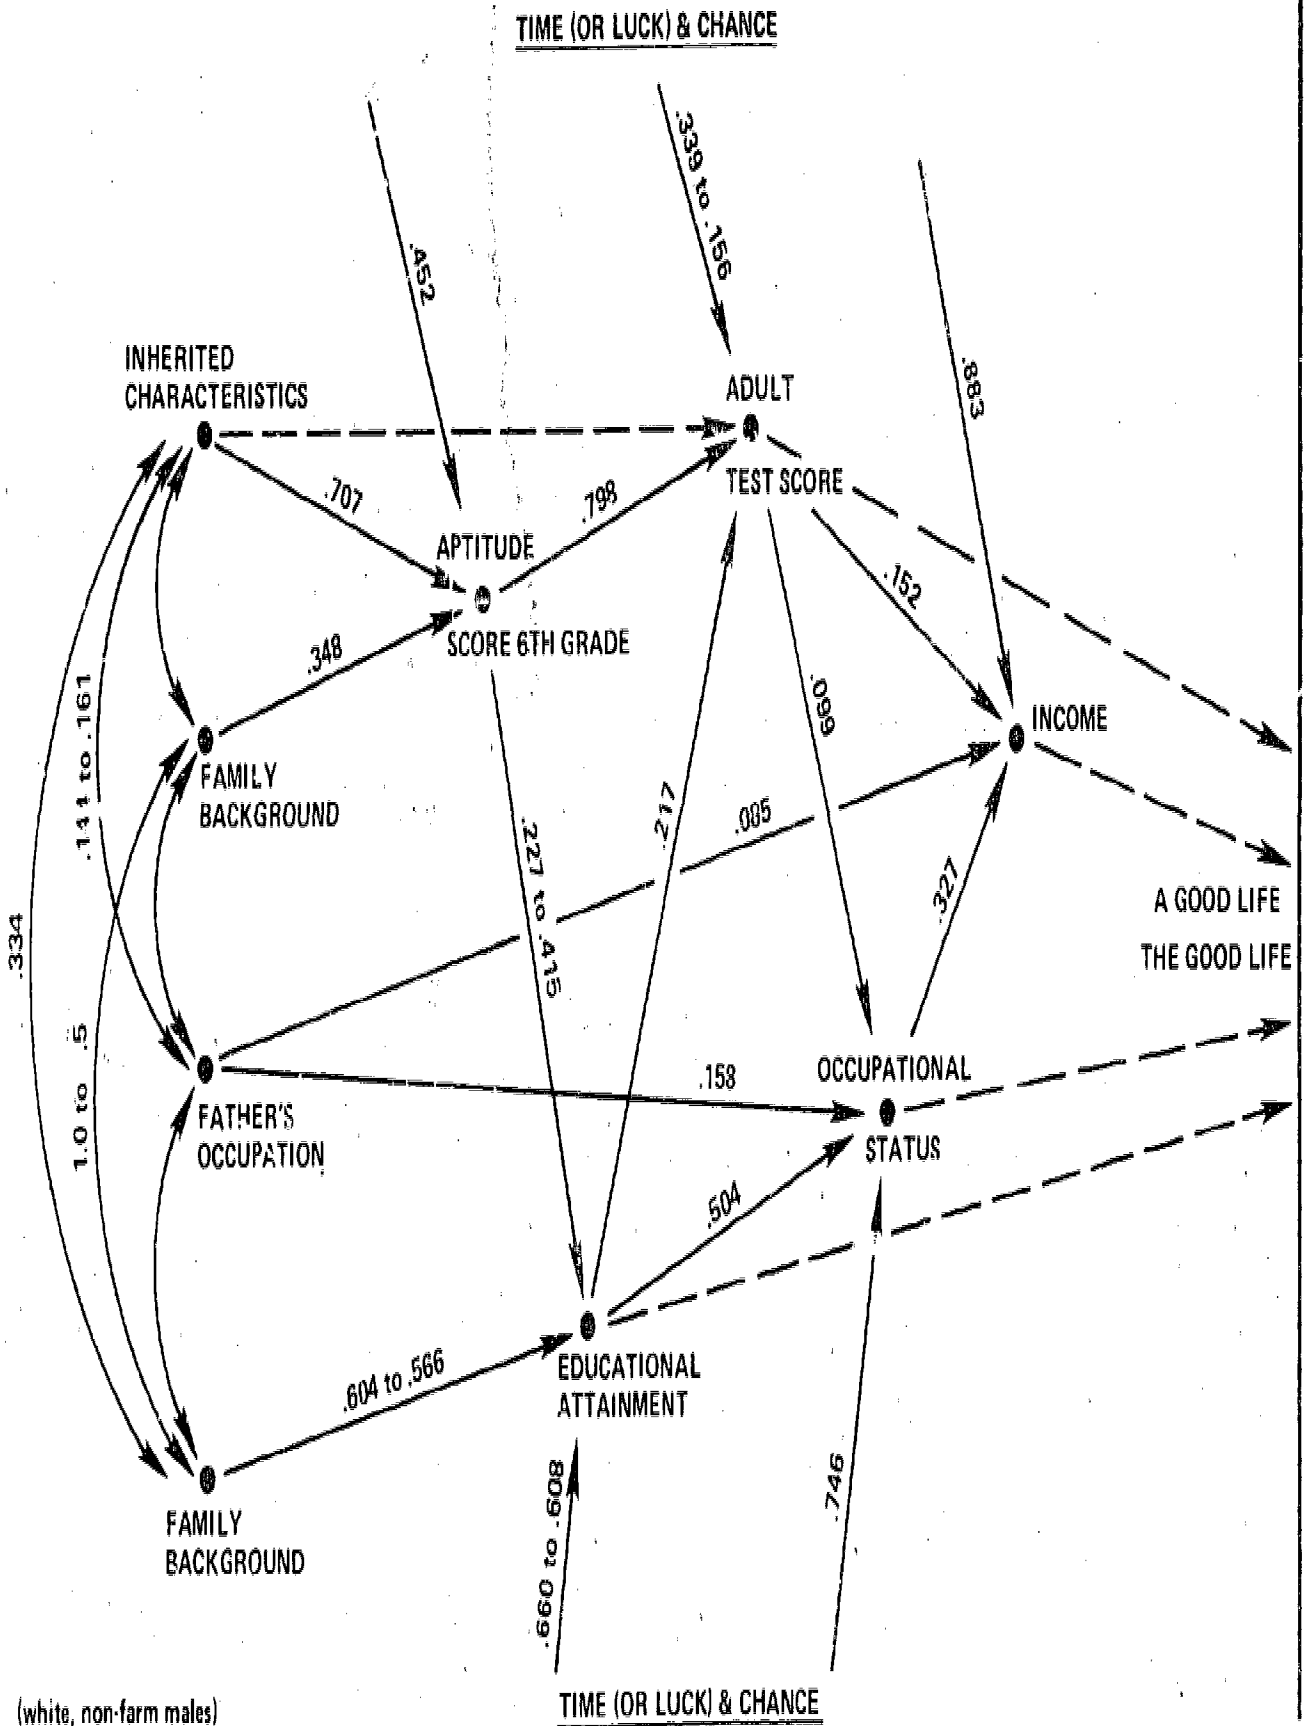 TIME (OR LUCK) & CHANCE
.339 to .156
.452
.883
INHERITED
CHARACTERISTICS
ADULT
TEST SCORE
.707
.798
APTITUDE
SCORE 6TH GRADE
.152
.348
.099
.141 to .161
INCOME
FAMILY
BACKGROUND
.217
.085
.227 to .415
.327
A GOOD LIFE
THE GOOD LIFE
.334
1.0 to .5
.158
OCCUPATIONAL
STATUS
FATHER'S
OCCUPATION
.504
.604 to .566
EDUCATIONAL
ATTAINMENT
.660 to .809
.746
FAMILY
BACKGROUND
(white, non-farm males)
TIME (OR LUCK) & CHANCE